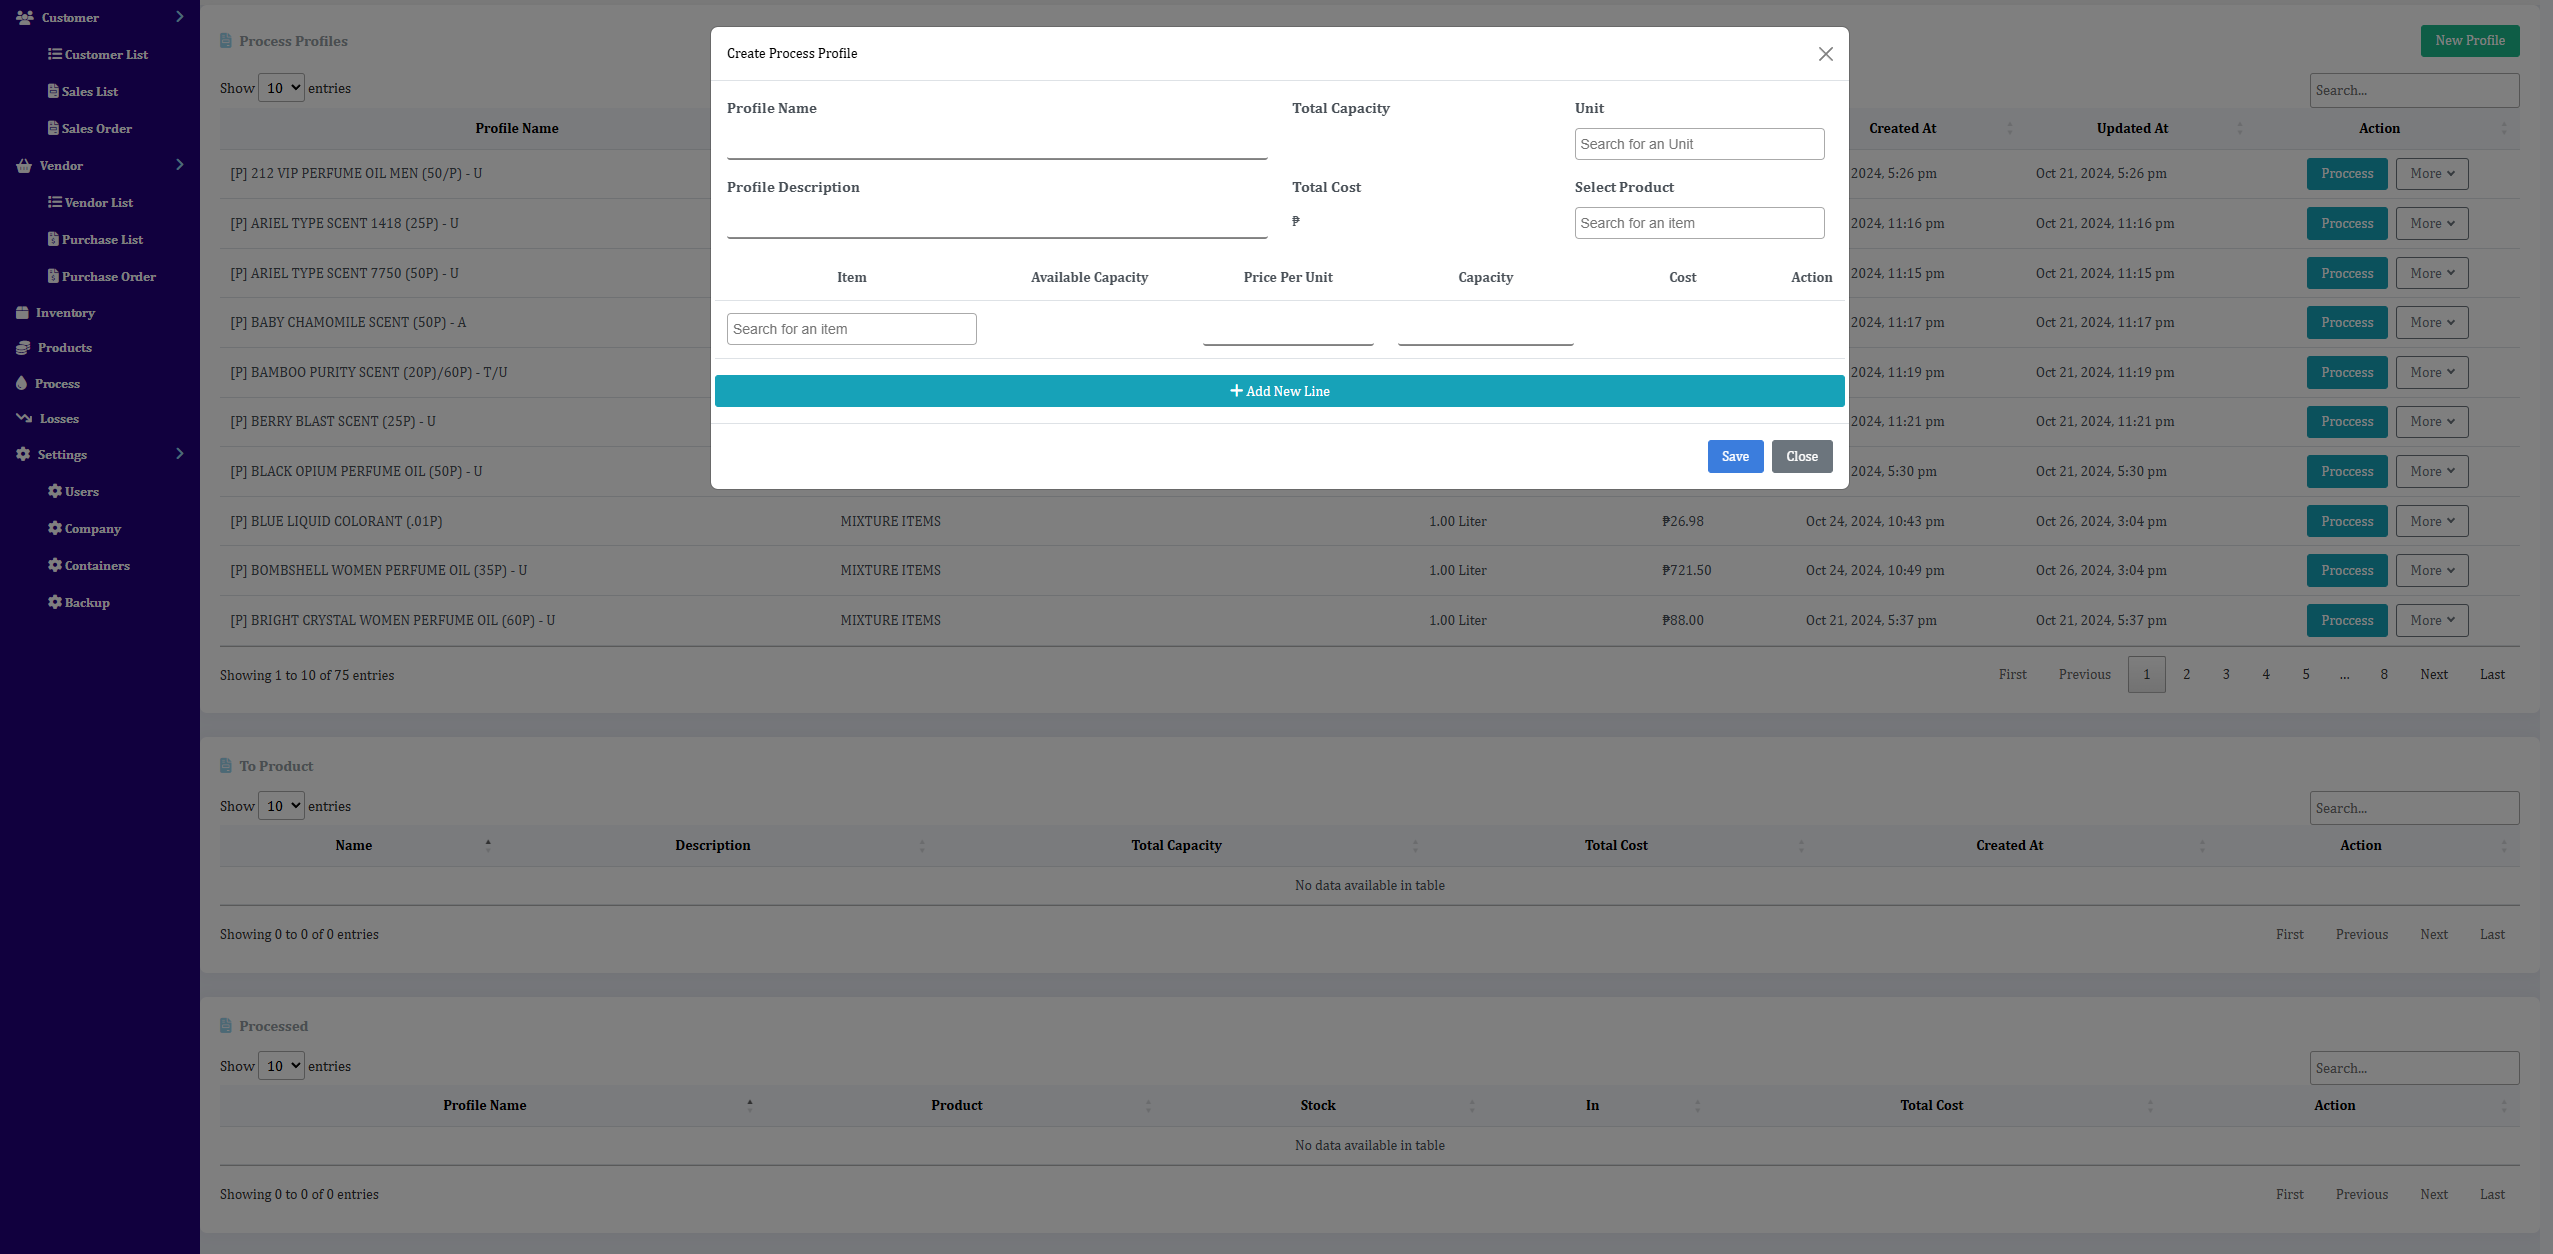 Customer
Customer List
Sales List
Sales Order
Vendor
Vendor List
Purchase List
Purchase Order
Inventory
Products
Process
Losses
Settings
Users
Company
Containers
Backup
Process Profiles
New Profile
Show 10 entries
Search...
Profile Name Created At Updated At Action
[P] 212 VIP PERFUME OIL MEN (50/P) - U 2024, 5:26 pm Oct 21, 2024, 5:26 pm Proccess More
[P] ARIEL TYPE SCENT 1418 (25P) - U 2024, 11:16 pm Oct 21, 2024, 11:16 pm Proccess More
[P] ARIEL TYPE SCENT 7750 (50P) - U 2024, 11:15 pm Oct 21, 2024, 11:15 pm Proccess More
[P] BABY CHAMOMILE SCENT (50P) - A 2024, 11:17 pm Oct 21, 2024, 11:17 pm Proccess More
[P] BAMBOO PURITY SCENT (20P)/60P) - T/U 2024, 11:19 pm Oct 21, 2024, 11:19 pm Proccess More
[P] BERRY BLAST SCENT (25P) - U 2024, 11:21 pm Oct 21, 2024, 11:21 pm Proccess More
[P] BLACK OPIUM PERFUME OIL (50P) - U 2024, 5:30 pm Oct 21, 2024, 5:30 pm Proccess More
[P] BLUE LIQUID COLORANT (.01P) MIXTURE ITEMS 1.00 Liter ₱26.98 Oct 24, 2024, 10:43 pm Oct 26, 2024, 3:04 pm Proccess More
[P] BOMBSHELL WOMEN PERFUME OIL (35P) - U MIXTURE ITEMS 1.00 Liter ₱721.50 Oct 24, 2024, 10:49 pm Oct 26, 2024, 3:04 pm Proccess More
[P] BRIGHT CRYSTAL WOMEN PERFUME OIL (60P) - U MIXTURE ITEMS 1.00 Liter ₱88.00 Oct 21, 2024, 5:37 pm Oct 21, 2024, 5:37 pm Proccess More
Showing 1 to 10 of 75 entries
First Previous 1 2 3 4 5 ... 8 Next Last
Create Process Profile
Profile Name Total Capacity Unit
Search for an Unit
Profile Description Total Cost Select Product
₱ Search for an item
Item Available Capacity Price Per Unit Capacity Cost Action
Search for an item
Add New Line
Save Close
To Product
Show 10 entries
Search...
Name Description Total Capacity Total Cost Created At Action
No data available in table
Showing 0 to 0 of 0 entries
First Previous Next Last
Processed
Show 10 entries
Search...
Profile Name Product Stock In Total Cost Action
No data available in table
Showing 0 to 0 of 0 entries
First Previous Next Last